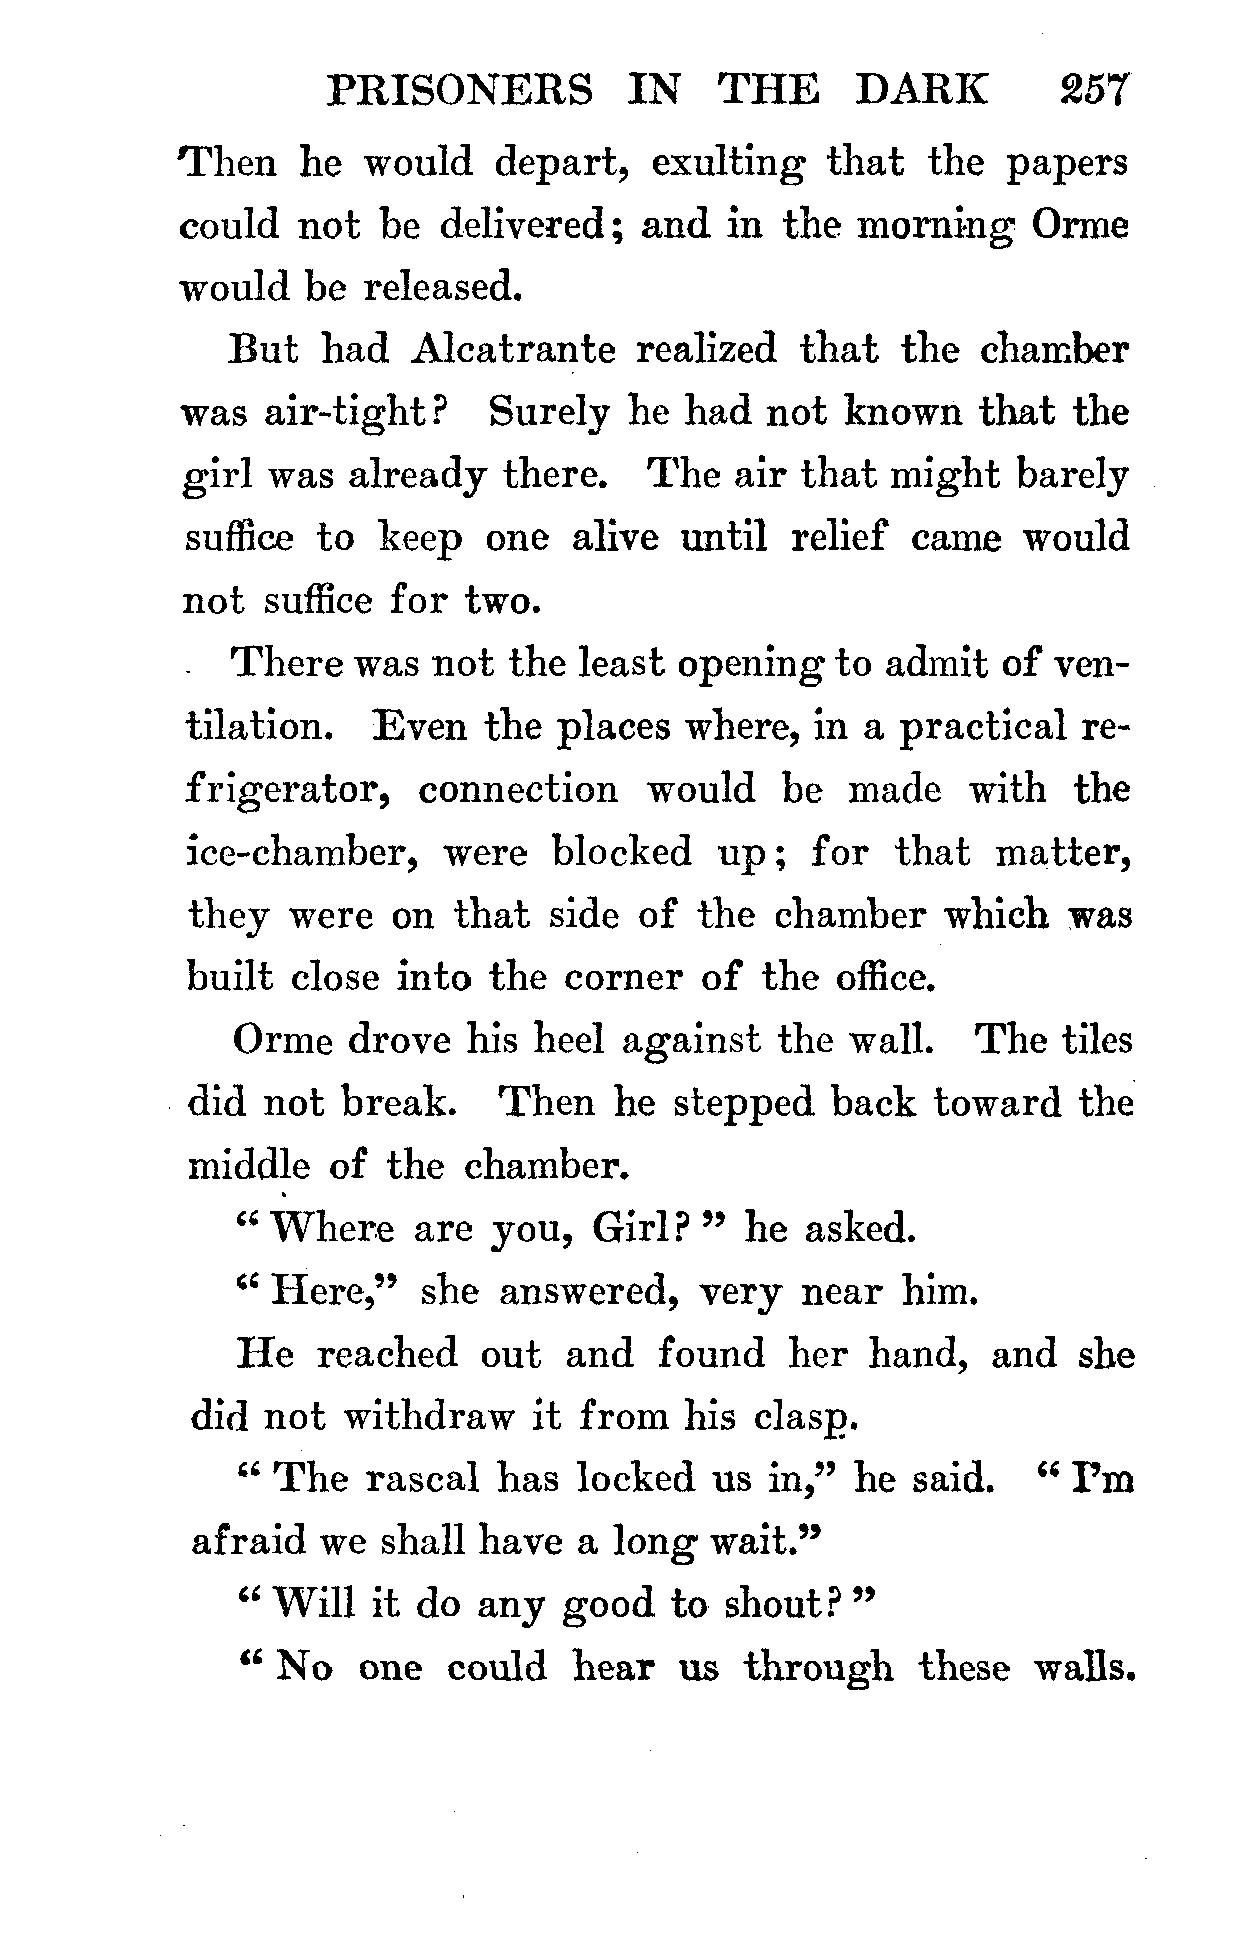 PRISONERS IN THE DARK 257
Then he would depart, exulting that the papers
could not be delivered; and in the morning Orme
would be released.
But had Alcatrante realized that the chamber
was air-tight? Surely he had not known that the
girl was already there. The air that might barely
suffice to keep one alive until relief came would
not suffice for two.
There was not the least opening to admit of ven-
tilation. Even the places where, in a practical re-
frigerator, connection would be made with the
ice-chamber, were blocked up; for that matter,
they were on that side of the chamber which was
built close into the corner of the office.
Orme drove his heel against the wall. The tiles
did not break. Then he stepped back toward the
middle of the chamber.
“Where are you, Girl?” he asked.
“Here,” she answered, very near him.
He reached out and found her hand, and she
did not withdraw it from his clasp.
“The rascal has locked us in,” he said. “I’m
afraid we shall have a long wait.”
“Will it do any good to shout?”
“No one could hear us through these walls.